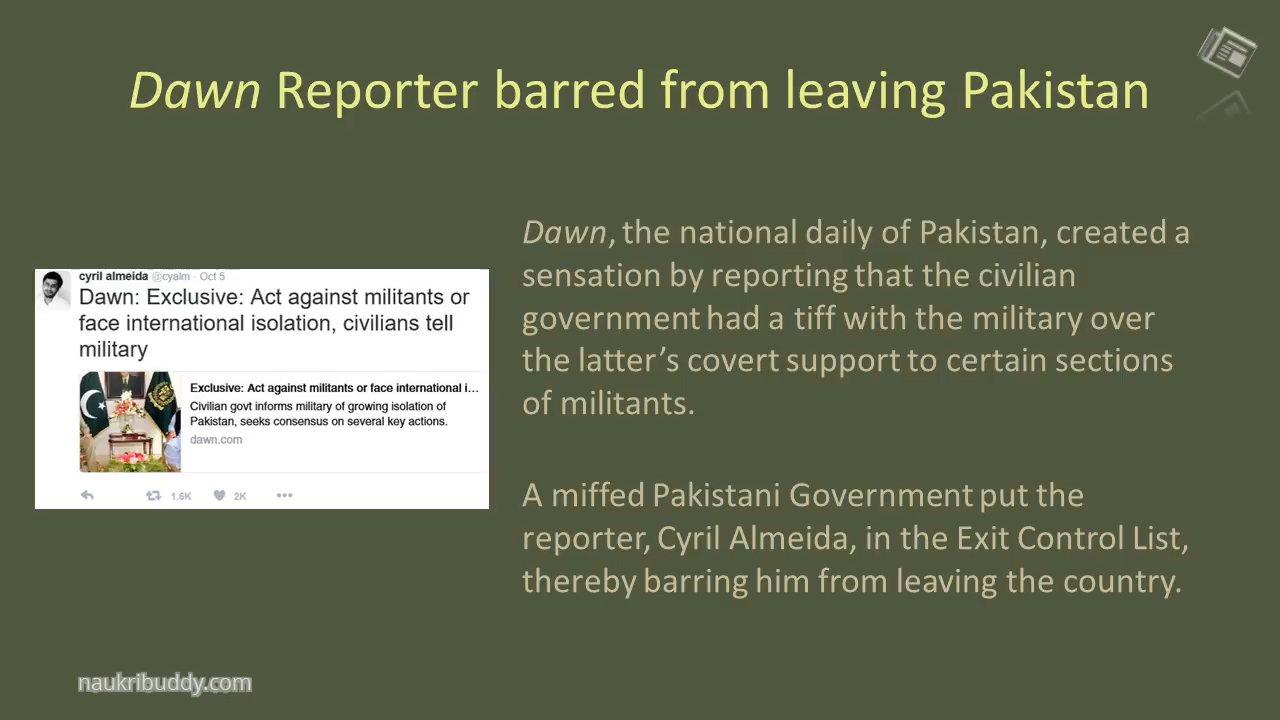 Dawn Reporter barred from leaving Pakistan
cyril almeida @cyalm · Oct 5
Dawn: Exclusive: Act against militants or
face international isolation, civilians tell
military
Exclusive: Act against militants or face international i...
Civilian govt informs military of growing isolation of
Pakistan, seeks consensus on several key actions.
dawn.com
1.6K 2K
Dawn, the national daily of Pakistan, created a
sensation by reporting that the civilian
government had a tiff with the military over
the latter’s covert support to certain sections
of militants.
A miffed Pakistani Government put the
reporter, Cyril Almeida, in the Exit Control List,
thereby barring him from leaving the country.
naukribuddy.com